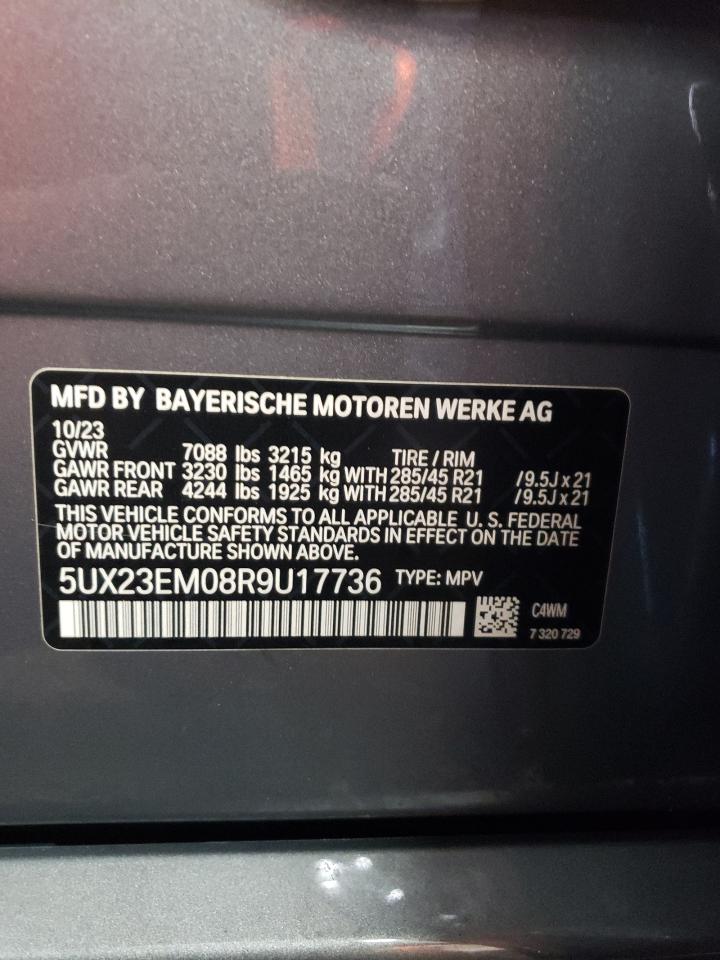 MFD BY BAYERISCHE MOTOREN WERKE AG
10/23
GVWR 7088 lbs 3215 kg TIRE / RIM
GAWR FRONT 3230 lbs 1465 kg WITH 285/45 R21 /9.5J x 21
GAWR REAR 4244 lbs 1925 kg WITH 285/45 R21 /9.5J x 21
THIS VEHICLE CONFORMS TO ALL APPLICABLE U. S. FEDERAL
MOTOR VEHICLE SAFETY STANDARDS IN EFFECT ON THE DATE
OF MANUFACTURE SHOWN ABOVE.
5UX23EM08R9U17736 TYPE: MPV
C4WM
7 320 729